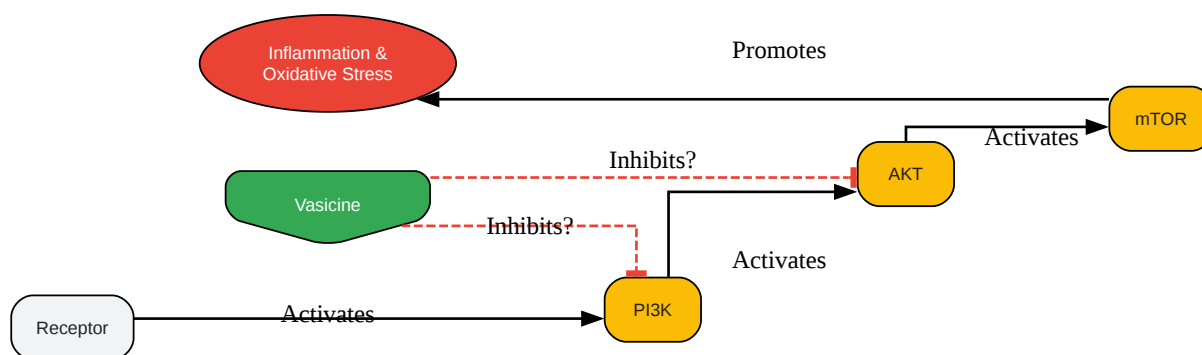 Inflammation &
Oxidative Stress
Promotes
mTOR
Activates
Inhibits?
AKT
Vasicine
Inhibits?
Activates
PI3K
Activates
Receptor